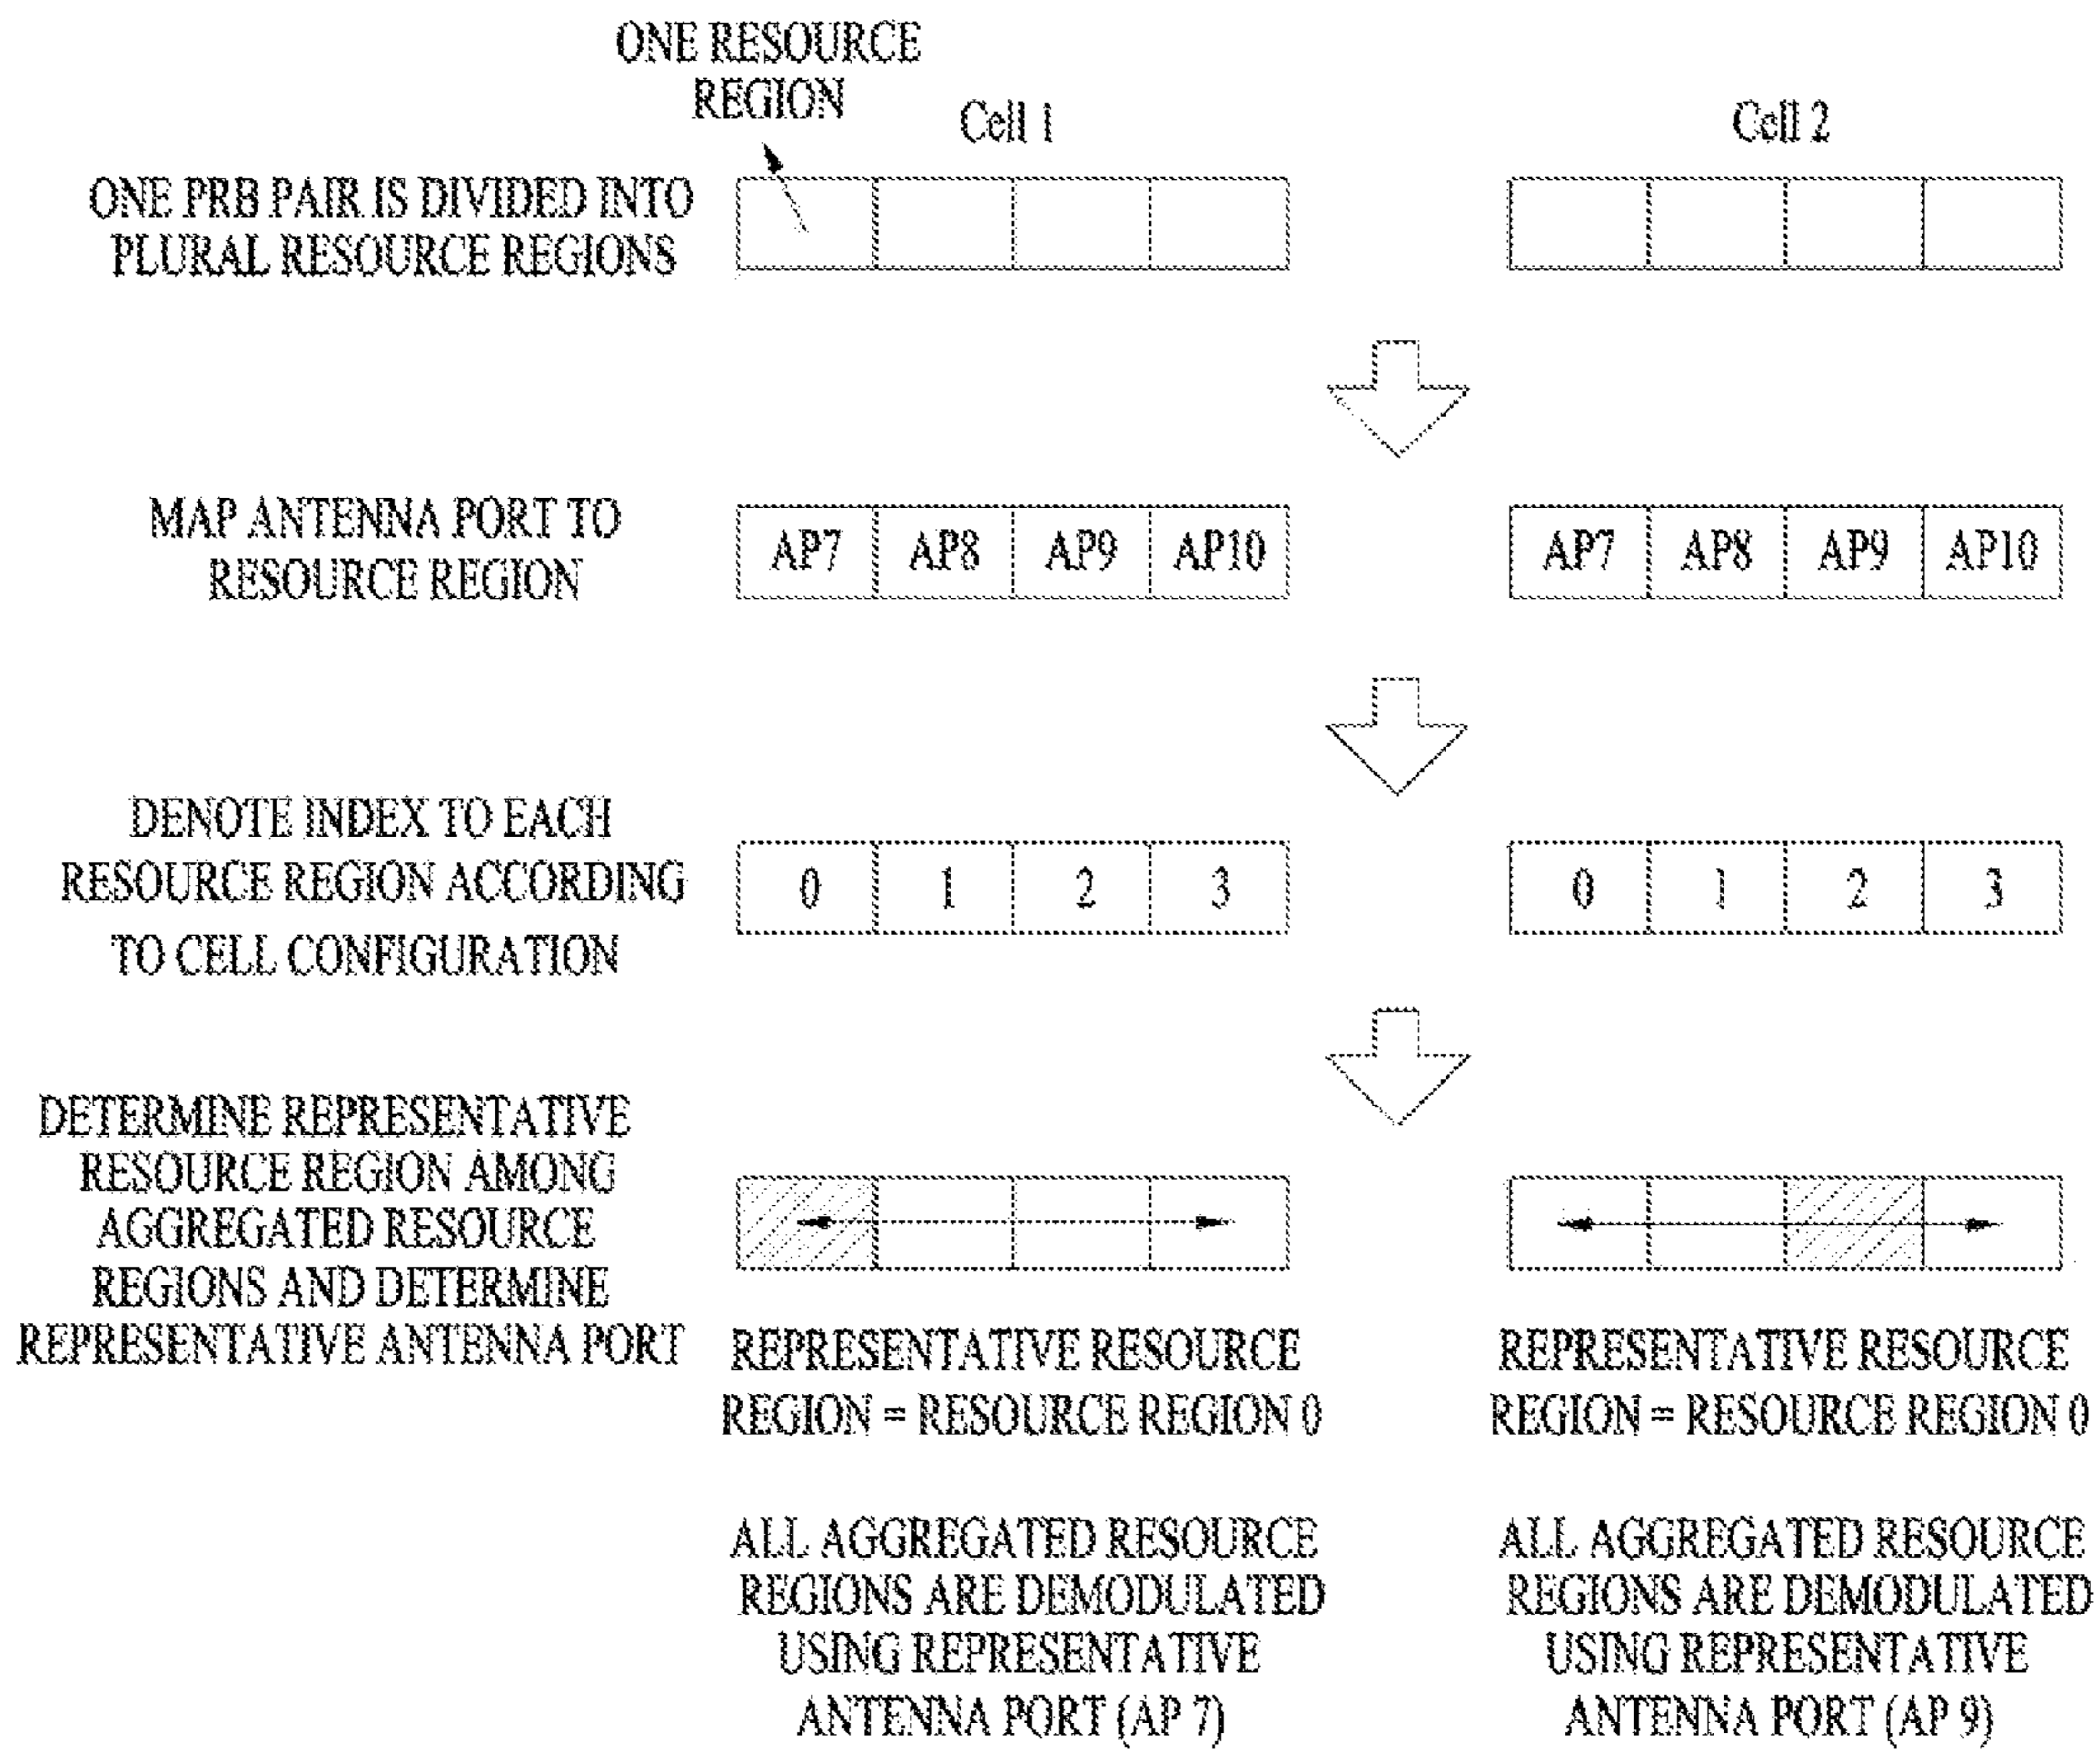 ONE RESOURCE
REGION
Cell 1
Cell 2
ONE PRB PAIR IS DIVIDED INTO
PLURAL RESOURCE REGIONS
MAP ANTENNA PORT TO
RESOURCE REGION
AP7 AP8 AP9 AP10
AP7 AP8 AP9 AP10
DENOTE INDEX TO EACH
RESOURCE REGION ACCORDING
TO CELL CONFIGURATION
0 1 2 3
0 1 2 3
DETERMINE REPRESENTATIVE
RESOURCE REGION AMONG
AGGREGATED RESOURCE
REGIONS AND DETERMINE
REPRESENTATIVE ANTENNA PORT
REPRESENTATIVE RESOURCE
REGION = RESOURCE REGION 0
ALL AGGREGATED RESOURCE
REGIONS ARE DEMODULATED
USING REPRESENTATIVE
ANTENNA PORT (AP 7)
REPRESENTATIVE RESOURCE
REGION = RESOURCE REGION 0
ALL AGGREGATED RESOURCE
REGIONS ARE DEMODULATED
USING REPRESENTATIVE
ANTENNA PORT (AP 9)